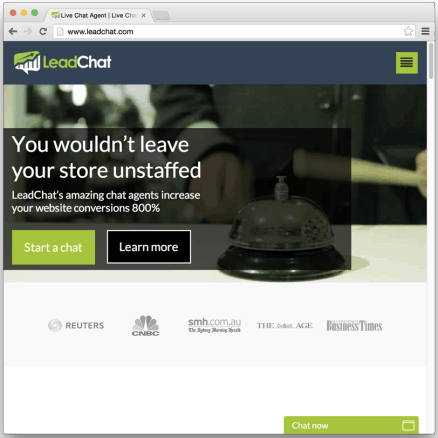 Live Chat Agent | Live Cha
www.leadchat.com
LeadChat
You wouldn't leave
your store unstaffed
LeadChat's amazing chat agents increase
your website conversions 800%
Start a chat
Learn more
REUTERS
CNBC
smh.com.au
The Sydney Morning Herald
THE AGE
Business Times
Chat now